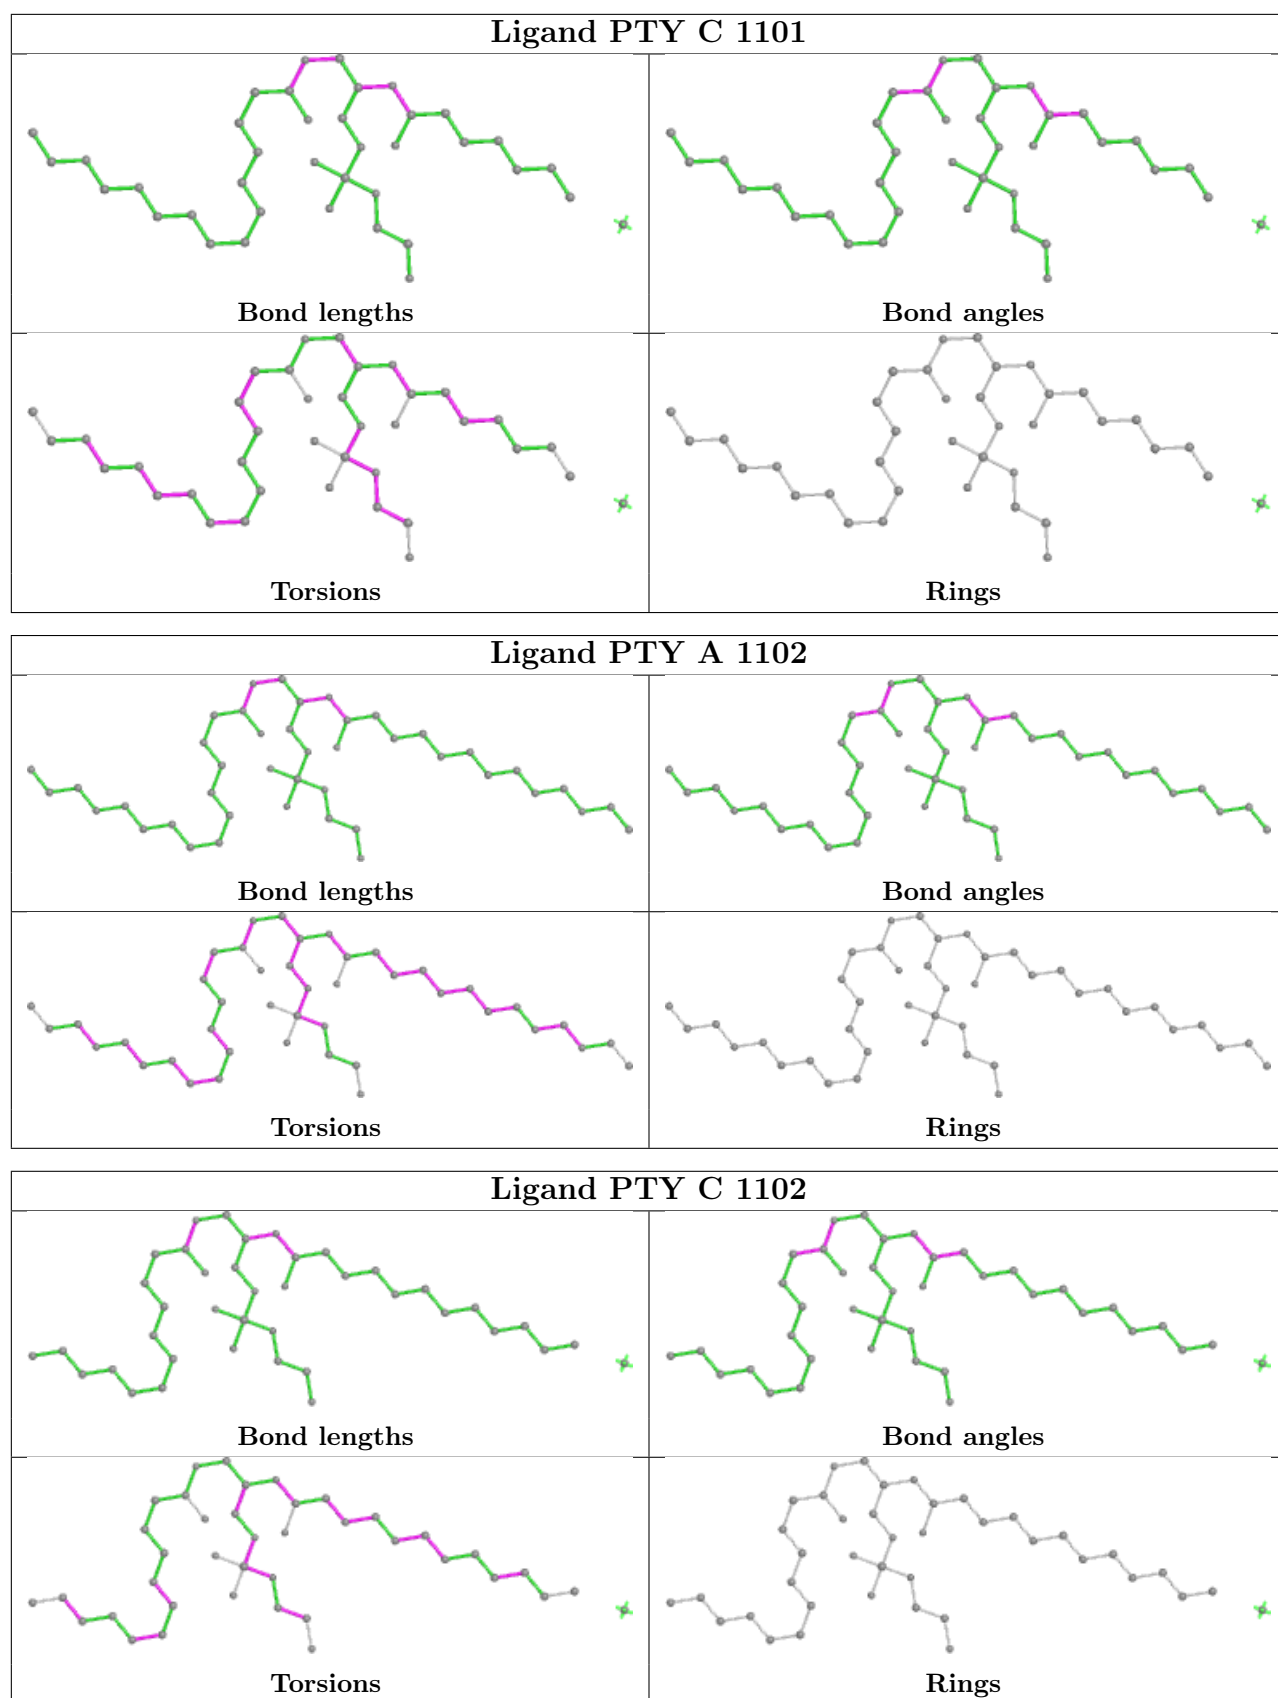 Ligand PTY C 1101
Bond lengths
Bond angles
Torsions
Rings
Ligand PTY A 1102
Bond lengths
Bond angles
Torsions
Rings
Ligand PTY C 1102
Bond lengths
Bond angles
Torsions
Rings